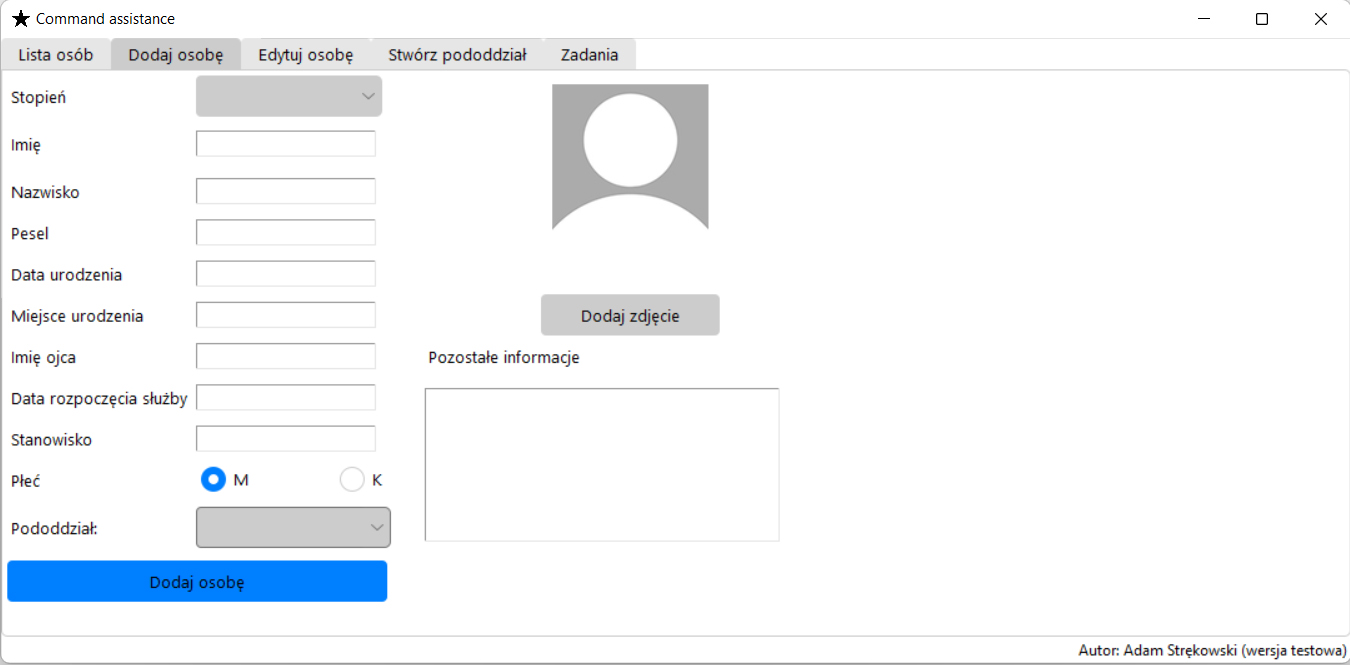 Command assistance
Lista osób
Dodaj osobę
Edytuj osobę
Stwórz pododdział
Zadania
Stopień
Imię
Nazwisko
Pesel
Data urodzenia
Miejsce urodzenia
Imię ojca
Data rozpoczęcia służby
Stanowisko
Płeć
M
K
Pododdział:
Dodaj osobę
Dodaj zdjęcie
Pozostałe informacje
Autor: Adam Strękowski (wersja testowa)